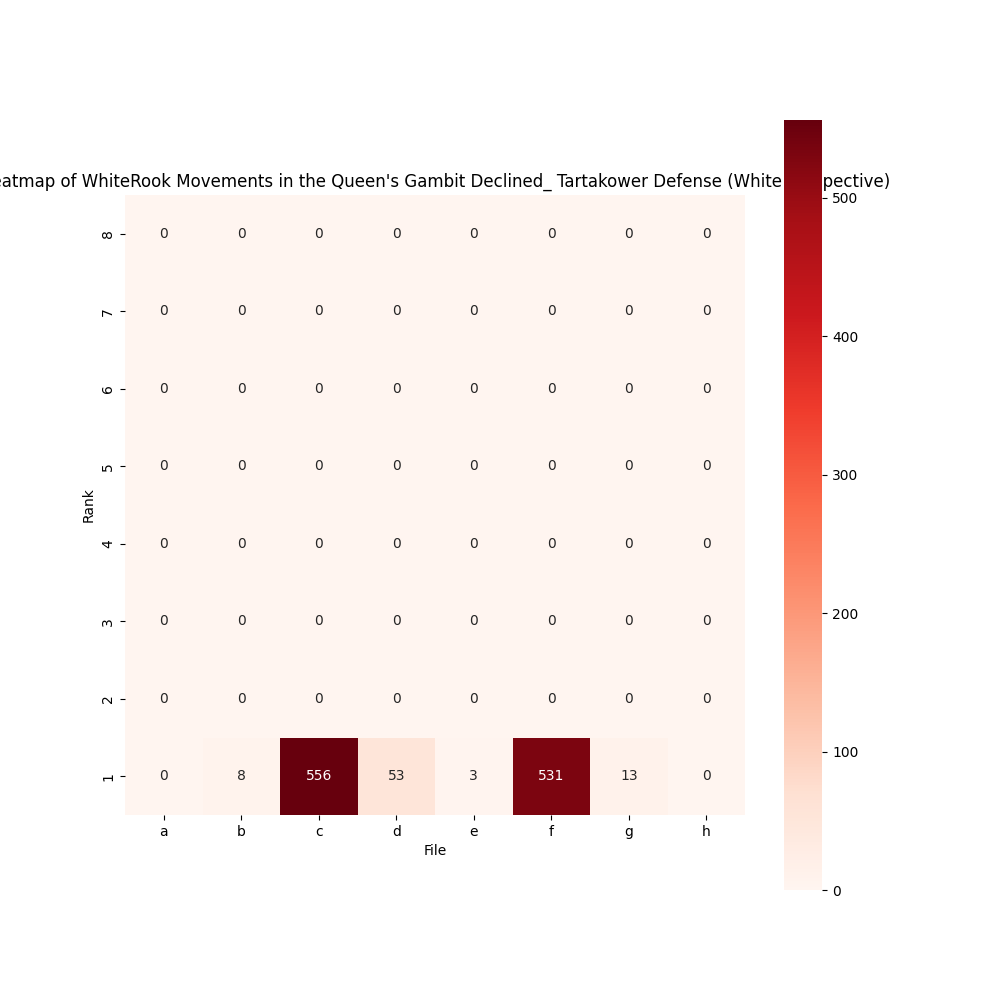 eatmap of WhiteRook Movements in the Queen's Gambit Declined_ Tartakower Defense (White pective)
8 0 0 0 0 0 0 0 0
7 0 0 0 0 0 0 0 0
6 0 0 0 0 0 0 0 0
5 0 0 0 0 0 0 0 0
4 0 0 0 0 0 0 0 0
3 0 0 0 0 0 0 0 0
2 0 0 0 0 0 0 0 0
1 0 8 556 53 3 531 13 0
a b c d e f g h
File
Rank
500
400
300
200
100
0